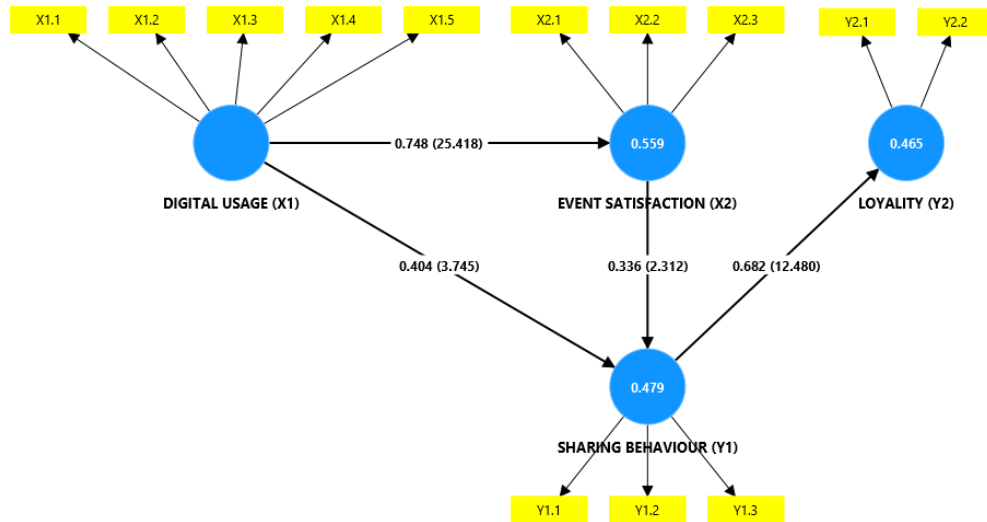 X1.1
X1.2
X1.3
X1.4
X1.5
X2.1
X2.2
X2.3
Y2.1
Y2.2
0.748 (25.418)
0.559
0.465
DIGITAL USAGE (X1)
EVENT SATISFACTION (X2)
LOYALITY (Y2)
0.404 (3.745)
0.336 (2.312)
0.682 (12.480)
0.479
SHARING BEHAVIOUR (Y1)
Y1.1
Y1.2
Y1.3